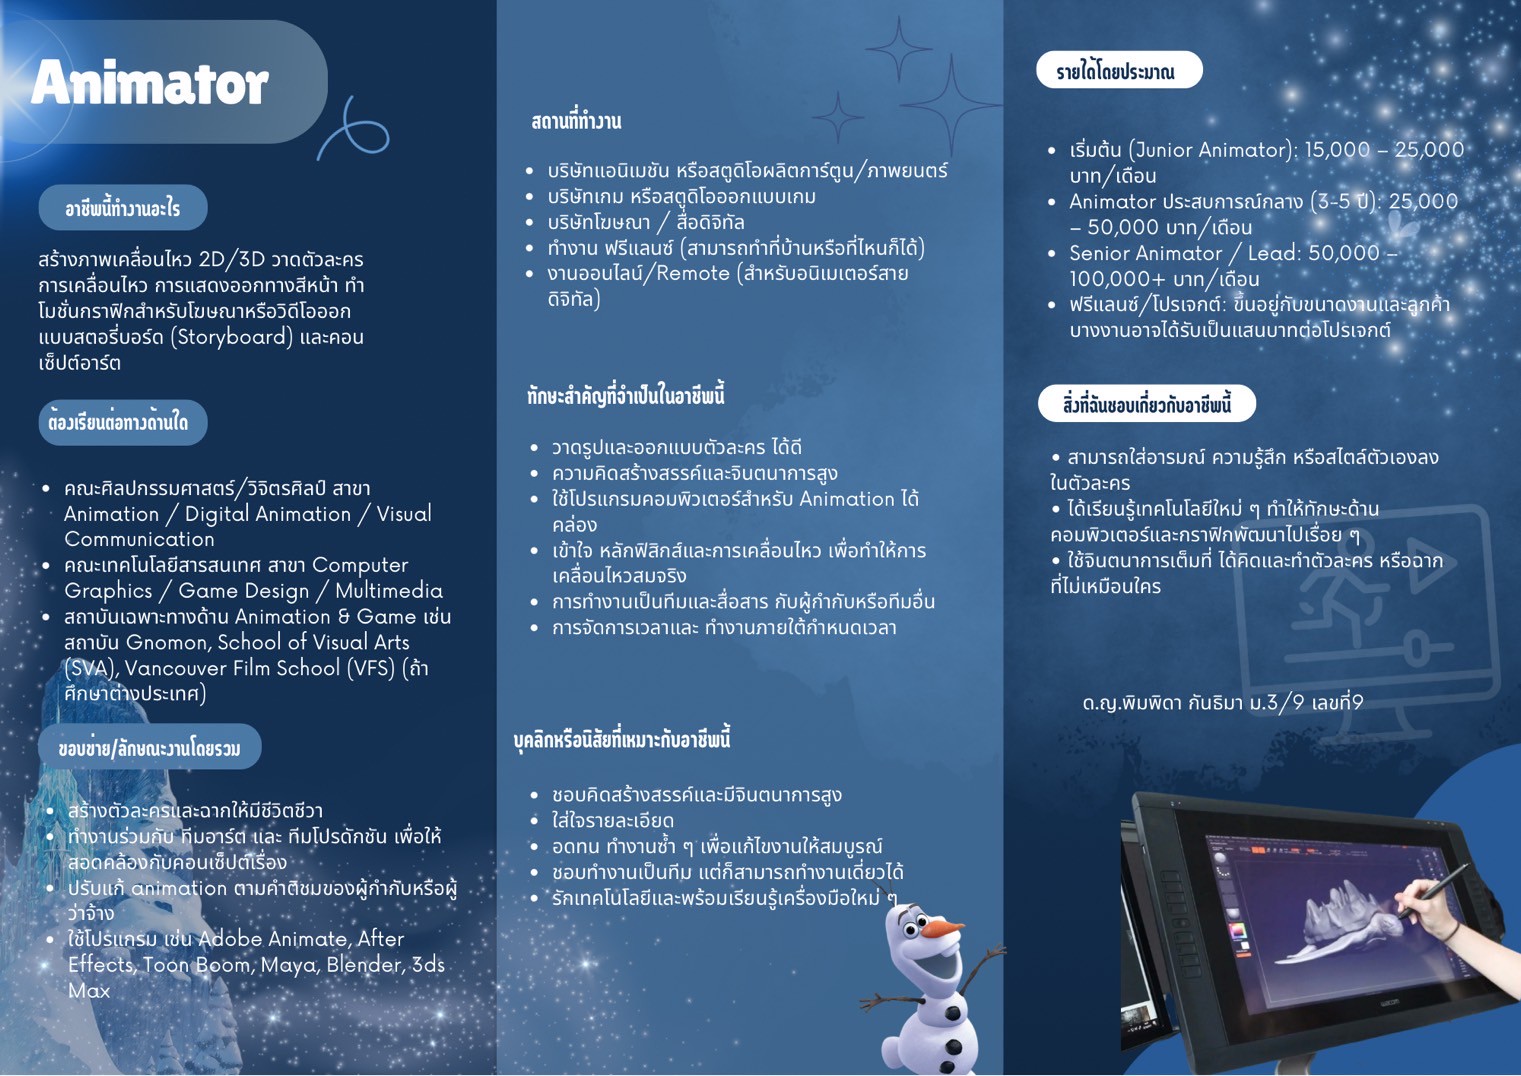 Animator
อาชีพนี้ทำงานอะไร
สร้างภาพเคลื่อนไหว 2D/3D วาดตัวละคร
การเคลื่อนไหว การแสดงออกทางสีหน้า ทำ
โมชั่นกราฟิกสำหรับโฆษณาหรือวิดีโอออก
แบบสตอรี่บอร์ด (Storyboard) และคอน
เซ็ปต์อาร์ต
ต้องเรียนต่อทางด้านใด
• คณะศิลปกรรมศาสตร์/วิจิตรศิลป์ สาขา
Animation / Digital Animation / Visual
Communication
• คณะเทคโนโลยีสารสนเทศ สาขา Computer
Graphics / Game Design / Multimedia
• สถาบันเฉพาะทางด้าน Animation & Game เช่น
สถาบัน Gnomon, School of Visual Arts
(SVA), Vancouver Film School (VFS) (ถ้า
ศึกษาต่างประเทศ)
ขอบข่าย/ลักษณะงานโดยรวม
• สร้างตัวละครและฉากให้มีชีวิตชีวา
• ทำงานร่วมกับ ทีมอาร์ต และ ทีมโปรดักชัน เพื่อให้
สอดคล้องกับคอนเซ็ปต์เรื่อง
• ปรับแก้ animation ตามคำติชมของผู้กำกับหรือผู้
ว่าจ้าง
• ใช้โปรแกรม เช่น Adobe Animate, After
Effects, Toon Boom, Maya, Blender, 3ds
Max
สถานที่ทำงาน
• บริษัทแอนิเมชัน หรือสตูดิโอผลิตการ์ตูน/ภาพยนตร์
• บริษัทเกม หรือสตูดิโอออกแบบเกม
• บริษัทโฆษณา / สื่อดิจิทัล
• ทำงาน ฟรีแลนซ์ (สามารถทำที่บ้านหรือที่ไหนก็ได้)
• งานออนไลน์/Remote (สำหรับอนิเมเตอร์สาย
ดิจิทัล)
ทักษะสำคัญที่จำเป็นในอาชีพนี้
• วาดรูปและออกแบบตัวละคร ได้ดี
• ความคิดสร้างสรรค์และจินตนาการสูง
• ใช้โปรแกรมคอมพิวเตอร์สำหรับ Animation ได้
คล่อง
• เข้าใจ หลักฟิสิกส์และการเคลื่อนไหว เพื่อทำให้การ
เคลื่อนไหวสมจริง
• การทำงานเป็นทีมและสื่อสาร กับผู้กำกับหรือทีมอื่น
• การจัดการเวลาและ ทำงานภายใต้กำหนดเวลา
บุคลิกหรือนิสัยที่เหมาะกับอาชีพนี้
• ชอบคิดสร้างสรรค์และมีจินตนาการสูง
• ใส่ใจรายละเอียด
• อดทน ทำงานซ้ำ ๆ เพื่อแก้ไขงานให้สมบูรณ์
• ชอบทำงานเป็นทีม แต่ก็สามารถทำงานเดี่ยวได้
• รักเทคโนโลยีและพร้อมเรียนรู้เครื่องมือใหม่ ๆ
รายได้โดยประมาณ
• เริ่มต้น (Junior Animator): 15,000 – 25,000
บาท/เดือน
• Animator ประสบการณ์กลาง (3-5 ปี): 25,000
– 50,000 บาท/เดือน
• Senior Animator / Lead: 50,000 –
100,000+ บาท/เดือน
• ฟรีแลนซ์/โปรเจกต์: ขึ้นอยู่กับขนาดงานและลูกค้า
บางงานอาจได้รับเป็นแสนบาทต่อโปรเจกต์
สิ่งที่ฉันชอบเกี่ยวกับอาชีพนี้
• สามารถใส่อารมณ์ ความรู้สึก หรือสไตล์ตัวเองลง
ในตัวละคร
• ได้เรียนรู้เทคโนโลยีใหม่ ๆ ทำให้ทักษะด้าน
คอมพิวเตอร์และกราฟิกพัฒนาไปเรื่อย ๆ
• ใช้จินตนาการเต็มที่ ได้คิดและทำตัวละคร หรือฉาก
ที่ไม่เหมือนใคร
ด.ญ.พิมพิดา กันธิมา ม.3/9 เลขที่9
wacom